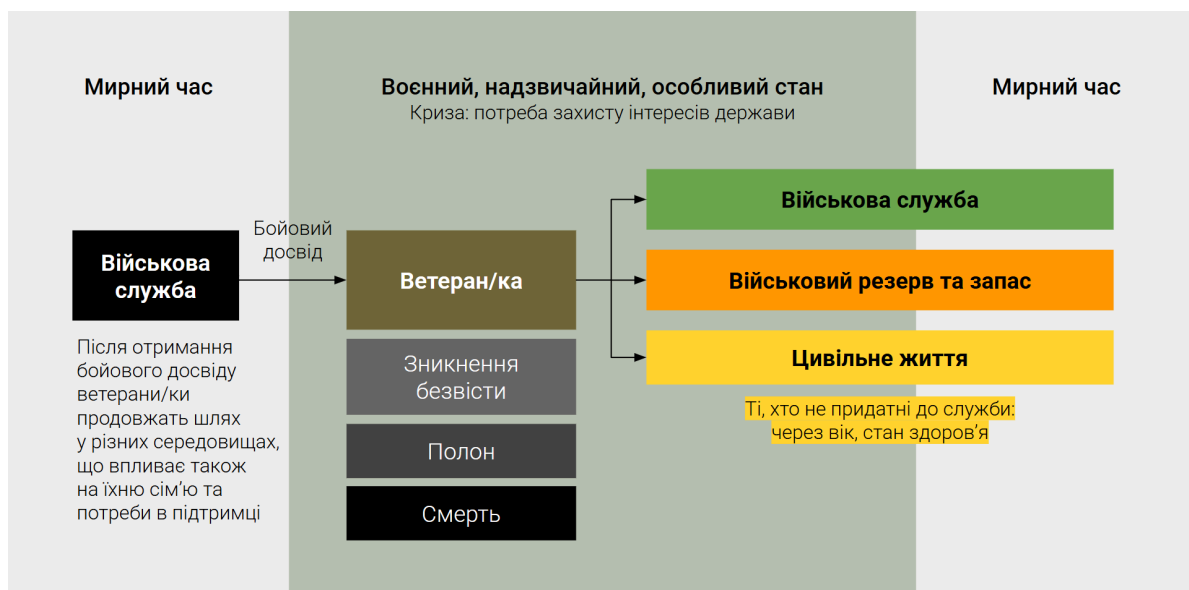 Мирний час
Воєнний, надзвичайний, особливий стан
Криза: потреба захисту інтересів держави
Мирний час
Військова
служба
Бойовий
досвід
Після отримання
бойового досвіду
ветерани/ки
продовжать шлях
у різних середовищах,
що впливає також
на їхню сім’ю та
потреби в підтримці
Ветеран/ка
Зникнення
безвісти
Полон
Смерть
Військова служба
Військовий резерв та запас
Цивільне життя
Ті, хто не придатні до служби:
через вік, стан здоров’я